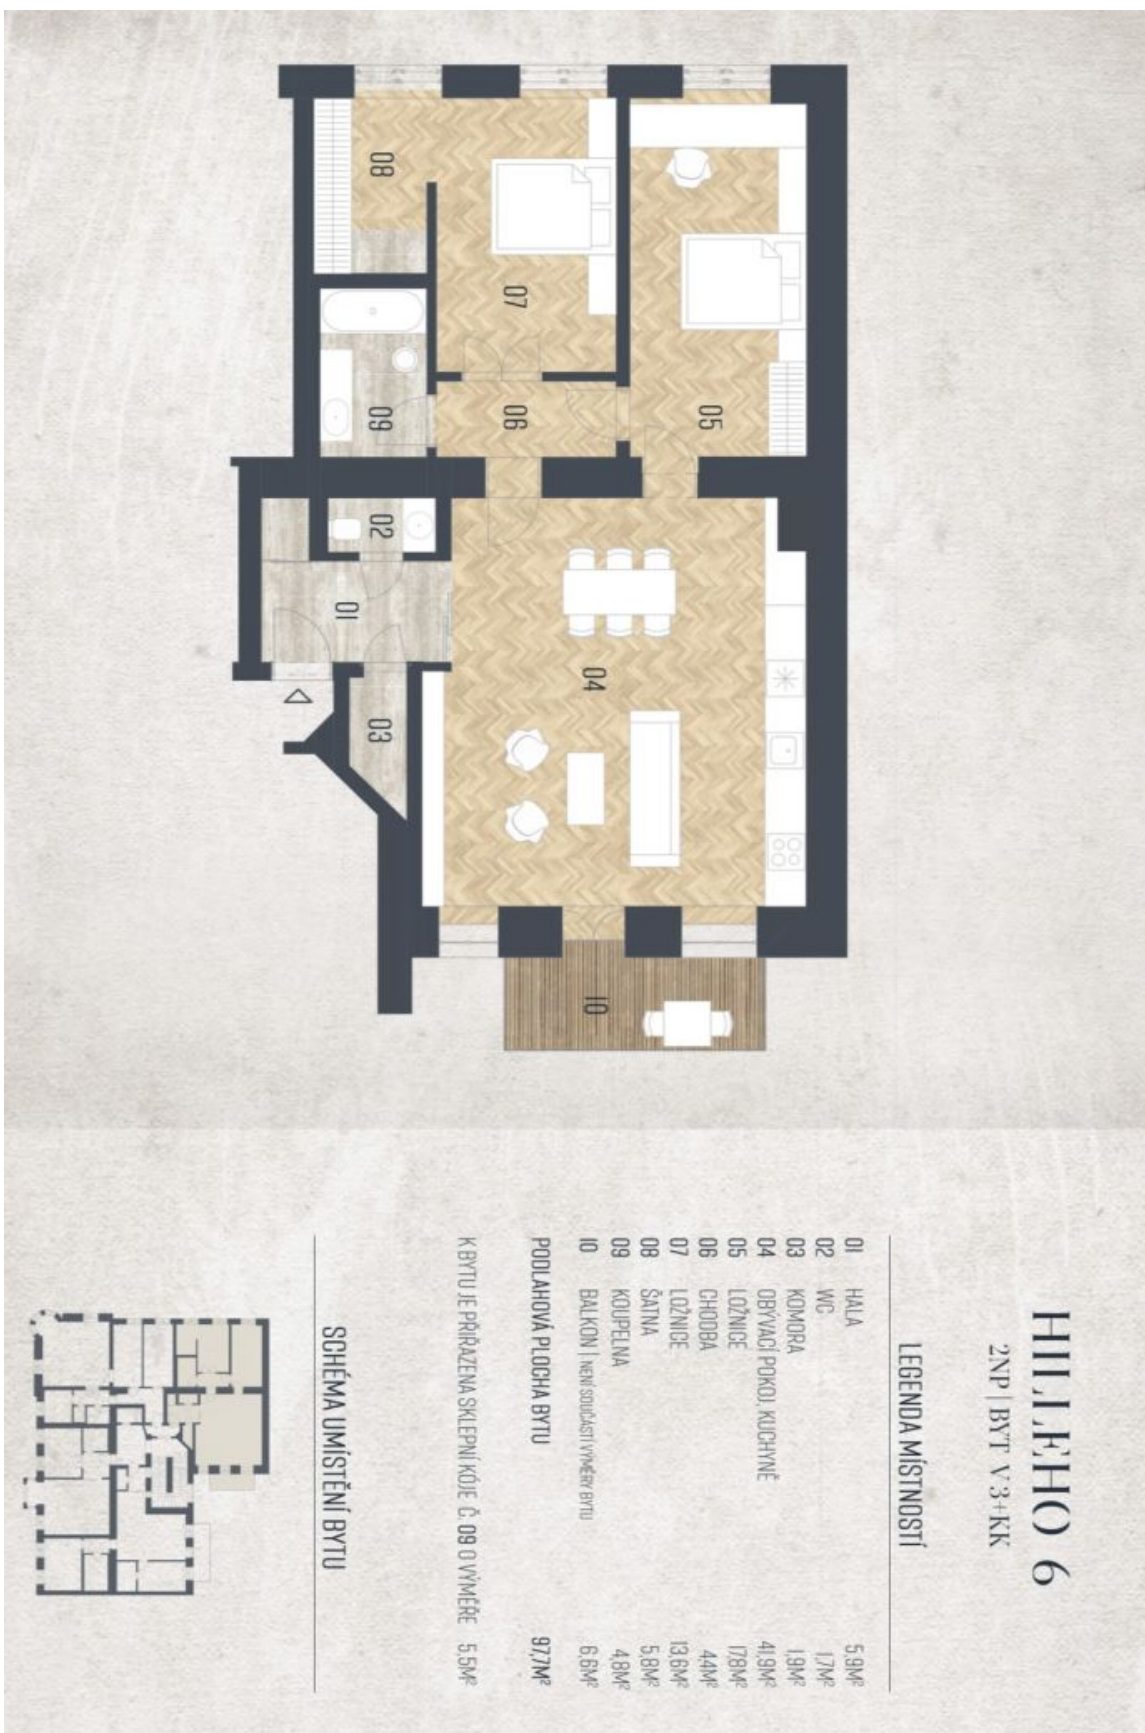 HILLEHO 6
2NP | BYT V 3+KK
LEGENDA MÍSTNOSTÍ
01 HALA 5,9M²
02 WC 1,7M²
03 KOMORA 1,9M²
04 OBÝVACÍ POKOJ, KUCHYNĚ 41,9M²
05 LOŽNICE 17,8M²
06 CHODBA 4,4M²
07 LOŽNICE 13,6M²
08 ŠATNA 5,8M²
09 KOUPELNA 4,8M²
10 BALKON | NENÍ SOUČÁSTÍ VÝMĚRY BYTU 6,6M²
PODLAHOVÁ PLOCHA BYTU 97,7M²
K BYTU JE PŘIŘAZENA SKLEPNÍ KÓJE Č. 09 O VÝMĚŘE 5,5M²
SCHÉMA UMÍSTĚNÍ BYTU
08
07
05
09
06
02
01
04
03
10